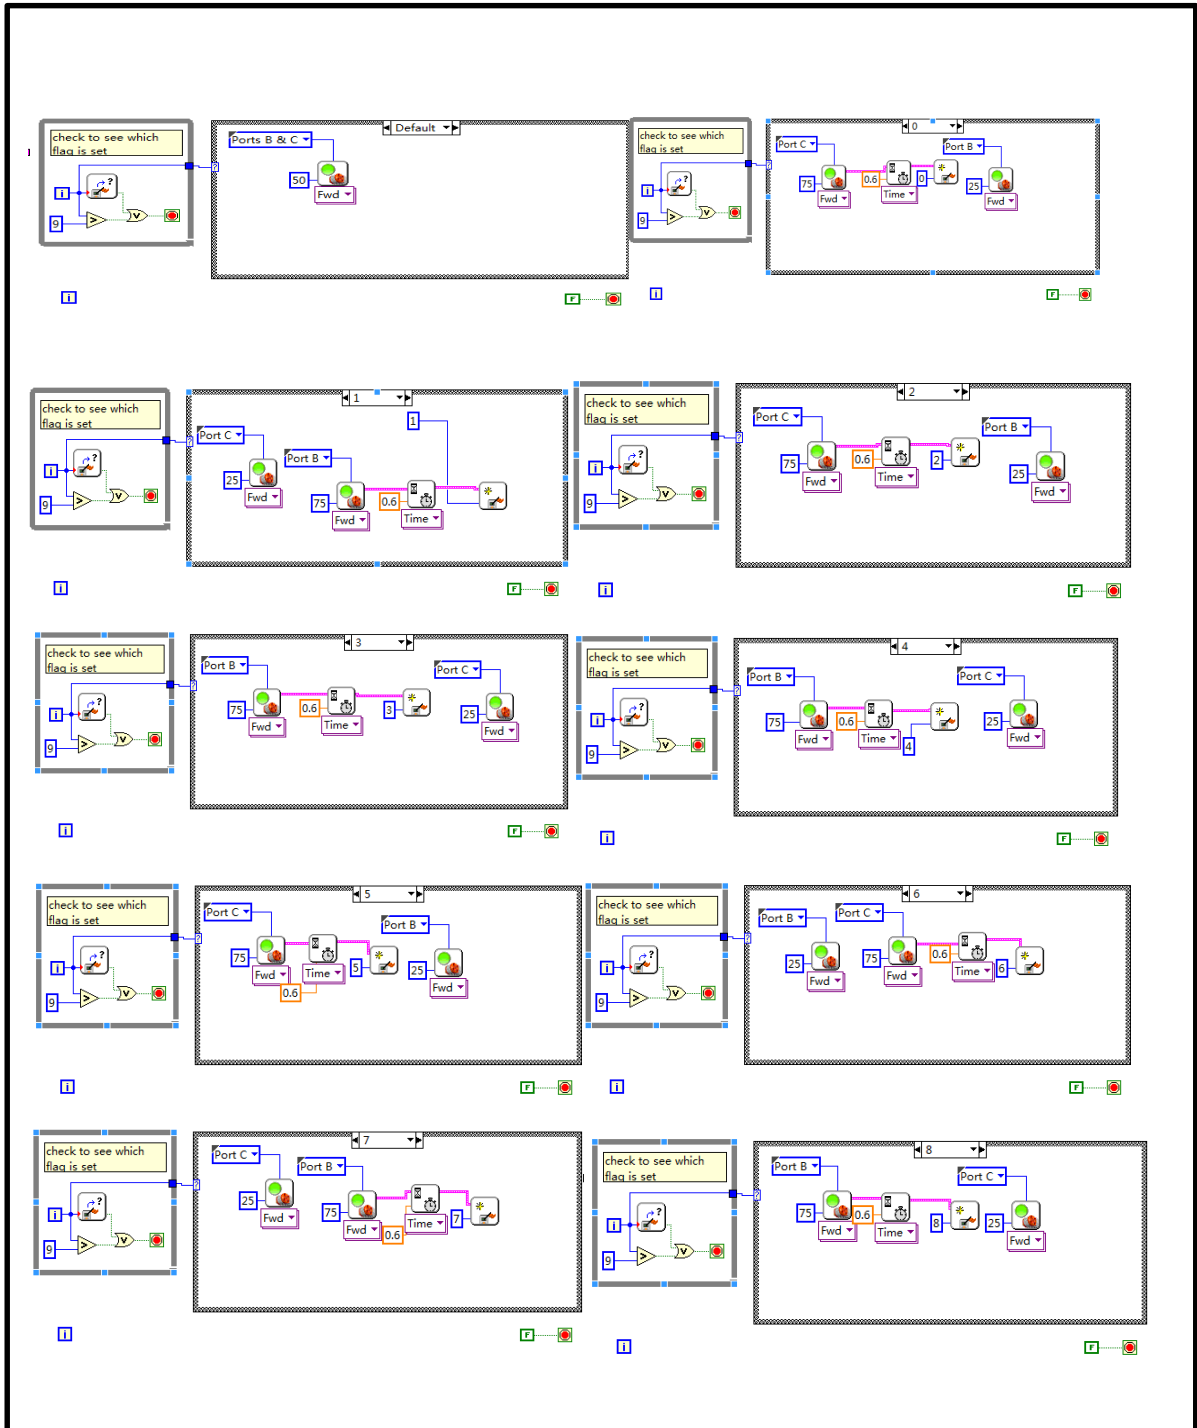 check to see which
flag is set
i
9
?
Default
Ports B & C
50
Fwd
i
F
check to see which
flag is set
i
9
?
0
Port C
75
Fwd
0.6
Time
0
Port B
25
Fwd
i
F
check to see which
flag is set
i
9
?
1
Port C
25
Fwd
Port B
75
Fwd
0.6
Time
1
i
F
check to see which
flag is set
i
9
?
2
Port C
75
Fwd
0.6
Time
2
Port B
25
Fwd
i
F
check to see which
flag is set
i
9
?
3
Port B
75
Fwd
0.6
Time
3
Port C
25
Fwd
i
F
check to see which
flag is set
i
9
?
4
Port B
75
Fwd
0.6
Time
4
Port C
25
Fwd
i
F
check to see which
flag is set
i
9
?
5
Port C
75
Fwd
0.6
Time
5
Port B
25
Fwd
i
F
check to see which
flag is set
i
9
?
6
Port B
25
Fwd
Port C
75
Fwd
0.6
Time
6
i
F
check to see which
flag is set
i
9
?
7
Port C
25
Fwd
Port B
75
Fwd
0.6
Time
7
i
F
check to see which
flag is set
i
9
?
8
Port B
75
Fwd
0.6
Time
8
Port C
25
Fwd
i
F